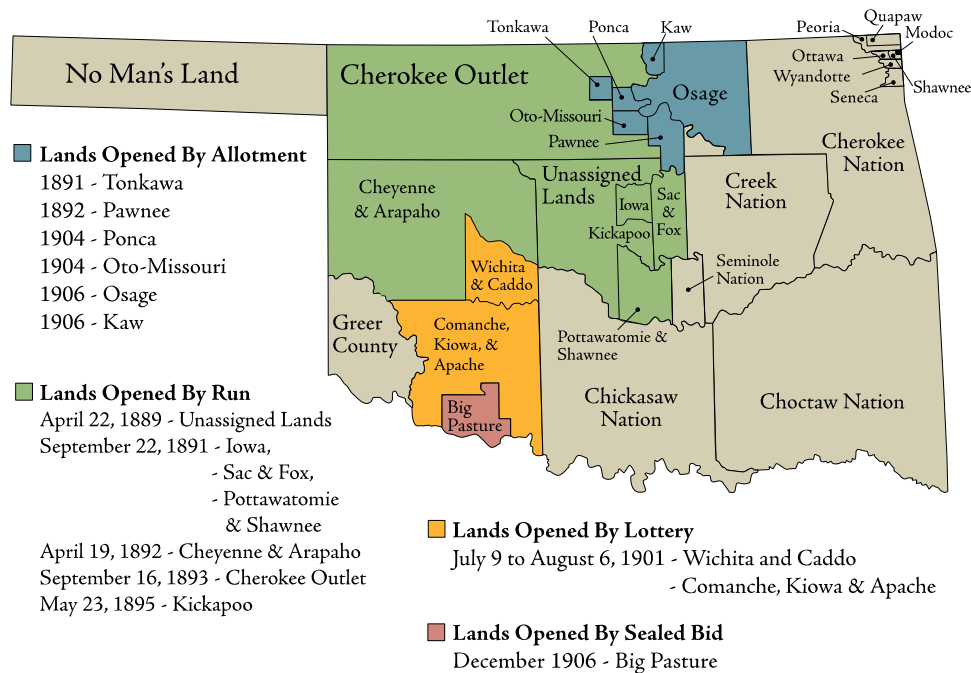 Tonkawa
Ponca
Kaw
Peoria
Quapaw
Modoc
Ottawa
Wyandotte
Seneca
Shawnee
No Man's Land
Cherokee Outlet
Osage
Oto-Missouri
Pawnee
Cherokee
Nation
Lands Opened By Allotment
1891 - Tonkawa
1892 - Pawnee
1904 - Ponca
1904 - Oto-Missouri
1906 - Osage
1906 - Kaw
Cheyenne
& Arapaho
Unassigned
Lands
Iowa
Sac
&
Fox
Kickapoo
Creek
Nation
Seminole
Nation
Wichita
& Caddo
Greer
County
Comanche,
Kiowa, &
Apache
Pottawatomie &
Shawnee
Big
Pasture
Chickasaw
Nation
Choctaw Nation
Lands Opened By Run
April 22, 1889 - Unassigned Lands
September 22, 1891 - Iowa,
- Sac & Fox,
- Pottawatomie
& Shawnee
April 19, 1892 - Cheyenne & Arapaho
September 16, 1893 - Cherokee Outlet
May 23, 1895 - Kickapoo
Lands Opened By Lottery
July 9 to August 6, 1901 - Wichita and Caddo
- Comanche, Kiowa & Apache
Lands Opened By Sealed Bid
December 1906 - Big Pasture